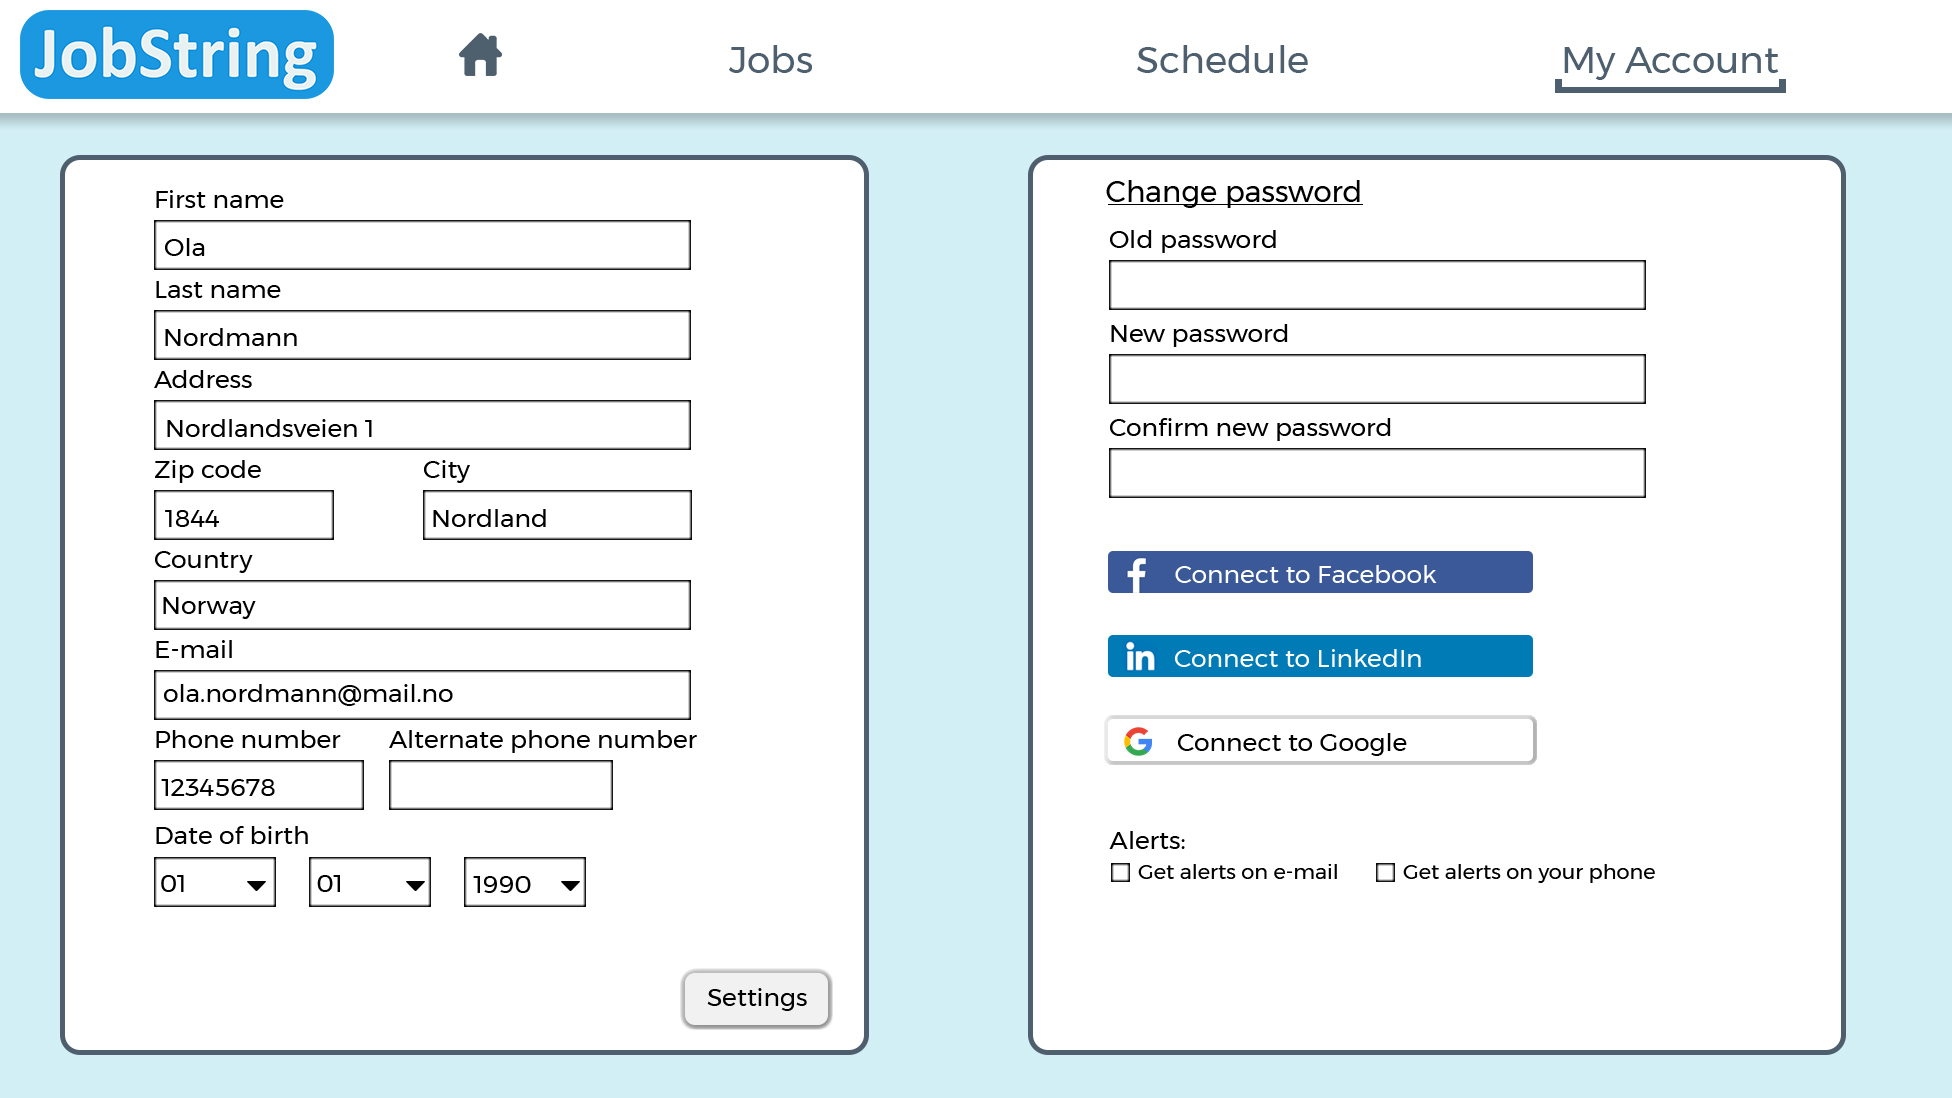 JobString
Jobs
Schedule
My Account
First name
Ola
Last name
Nordmann
Address
Nordlandsveien 1
Zip code City
1844 Nordland
Country
Norway
E-mail
ola.nordmann@mail.no
Phone number Alternate phone number
12345678
Date of birth
01 01 1990
Settings
Change password
Old password
New password
Confirm new password
Connect to Facebook
Connect to LinkedIn
Connect to Google
Alerts:
Get alerts on e-mail Get alerts on your phone